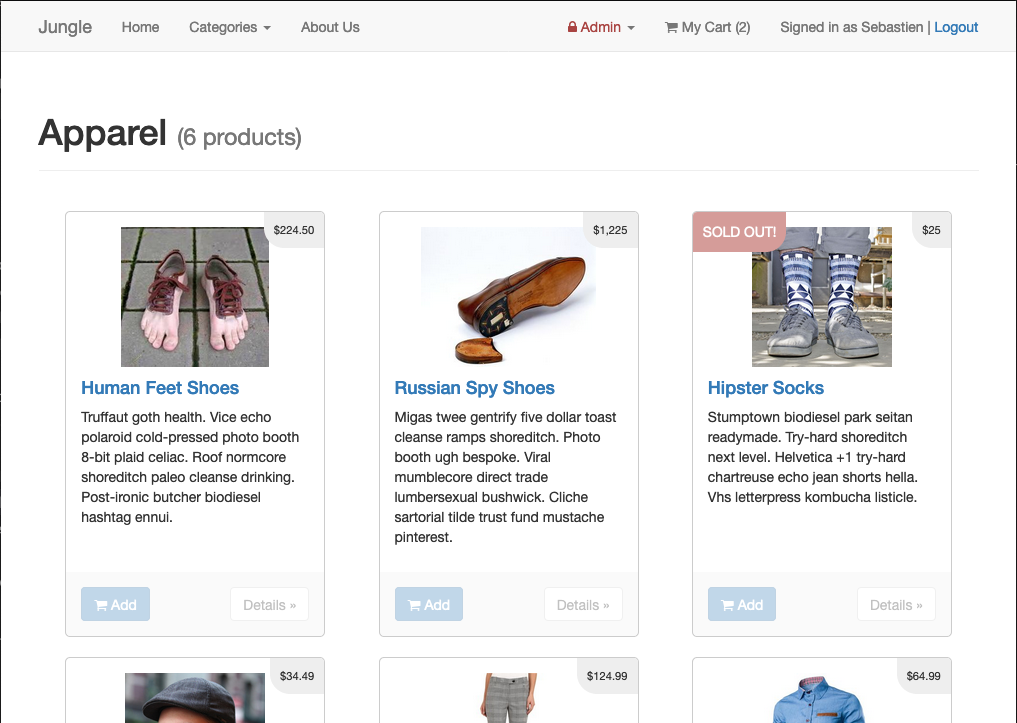 Jungle Home Categories About Us Admin My Cart (2) Signed in as Sebastien | Logout
Apparel (6 products)
$224.50
Human Feet Shoes
Truffaut goth health. Vice echo
polaroid cold-pressed photo booth
8-bit plaid celiac. Roof normcore
shoreditch paleo cleanse drinking.
Post-ironic butcher biodiesel
hashtag ennui.
Add Details »
$1,225
Russian Spy Shoes
Migas twee gentrify five dollar toast
cleanse ramps shoreditch. Photo
booth ugh bespoke. Viral
mumblecore direct trade
lumbersexual bushwick. Cliche
sartorial tilde trust fund mustache
pinterest.
Add Details »
SOLD OUT!
$25
Hipster Socks
Stumptown biodiesel park seitan
readymade. Try-hard shoreditch
next level. Helvetica +1 try-hard
chartreuse echo jean shorts hella.
Vhs letterpress kombucha listicle.
Add Details »
$34.49
$124.99
$64.99